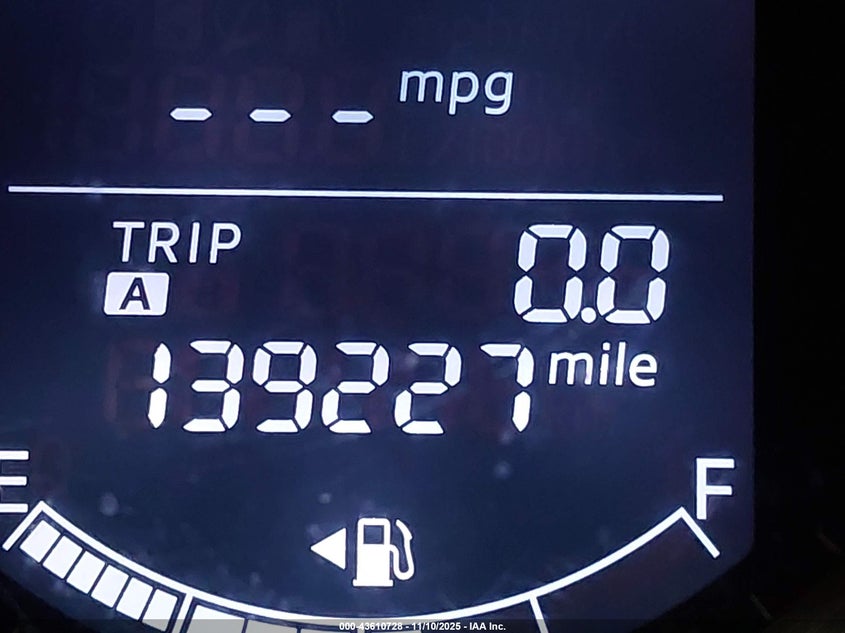 - - - mpg
TRIP
A 0.0
139227 mile
E F
000-43610728 - 11/10/2025 - IAA Inc.